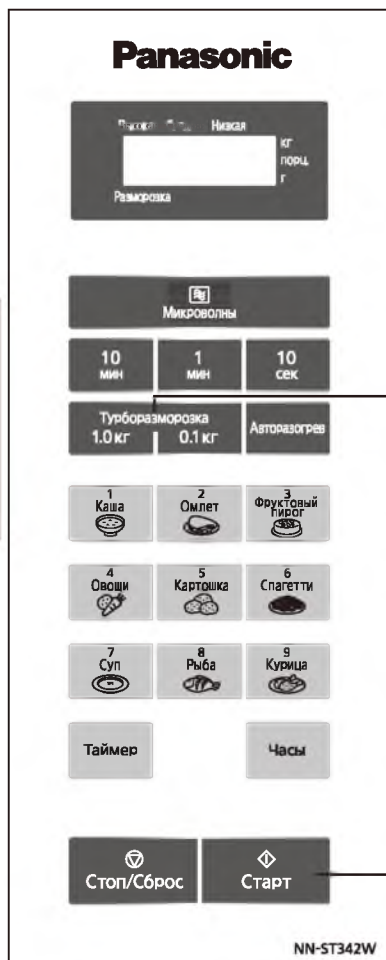 Panasonic
Низкая
кг
порц.
г
Разморозка
Микроволны
10 1 10
мин мин сек
Турборазморозка
1.0 кг 0.1 кг Авторазогрев
1 2 3
Каша Омлет Фруктовый
пирог
4 5 6
Овощи Картошка Спагетти
7 8 9
Суп Рыба Курица
Таймер Часы
Стоп/Сброс Старт
NN-ST342W